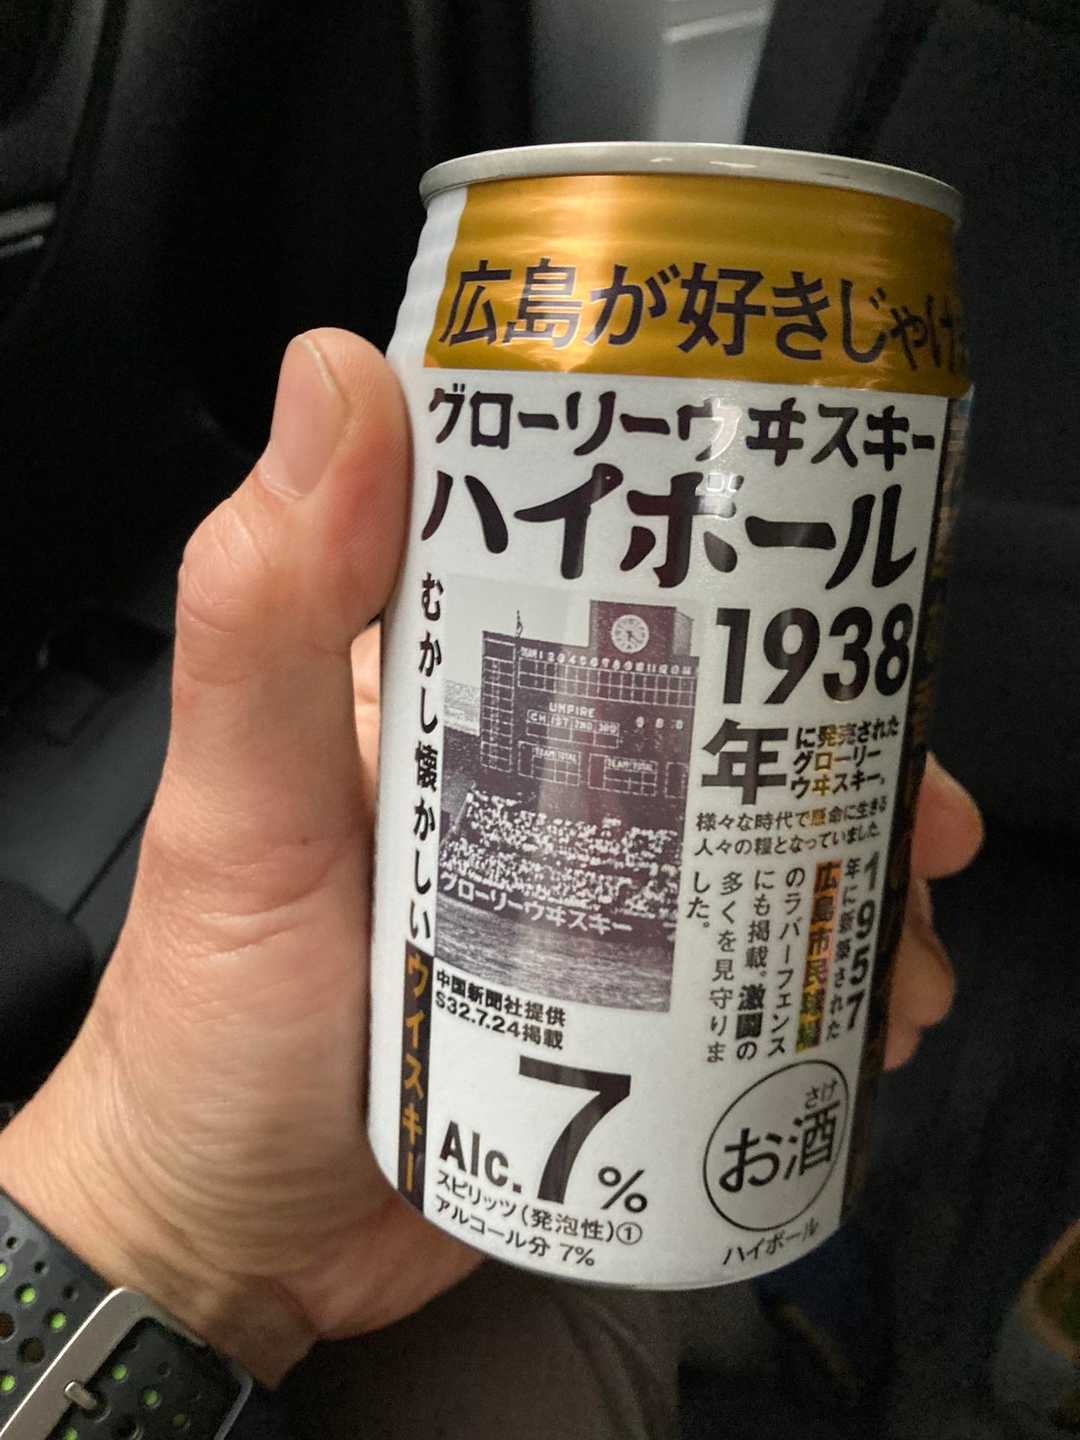 広島が好きじゃけ
グローリーウヰスキー
ハイボール
むかし懐かしいウイスキー
1938
年に発売された
グローリー
ウヰスキー。
様々な時代で懸命に生きる
人々の糧となっていました。
1957
年に新築された
広島市民球場
のラバーフェンス
にも掲載。激闘の
多くを見守りま
した。
UMPIRE
CH 1ST 2ND 3RD
TEAM TOTAL
TEAM TOTAL
グローリーウヰスキー
中国新聞社提供
S32.7.24掲載
Alc.7%
スピリッツ(発泡性)①
アルコール分 7%
さけ
お酒
ハイボール